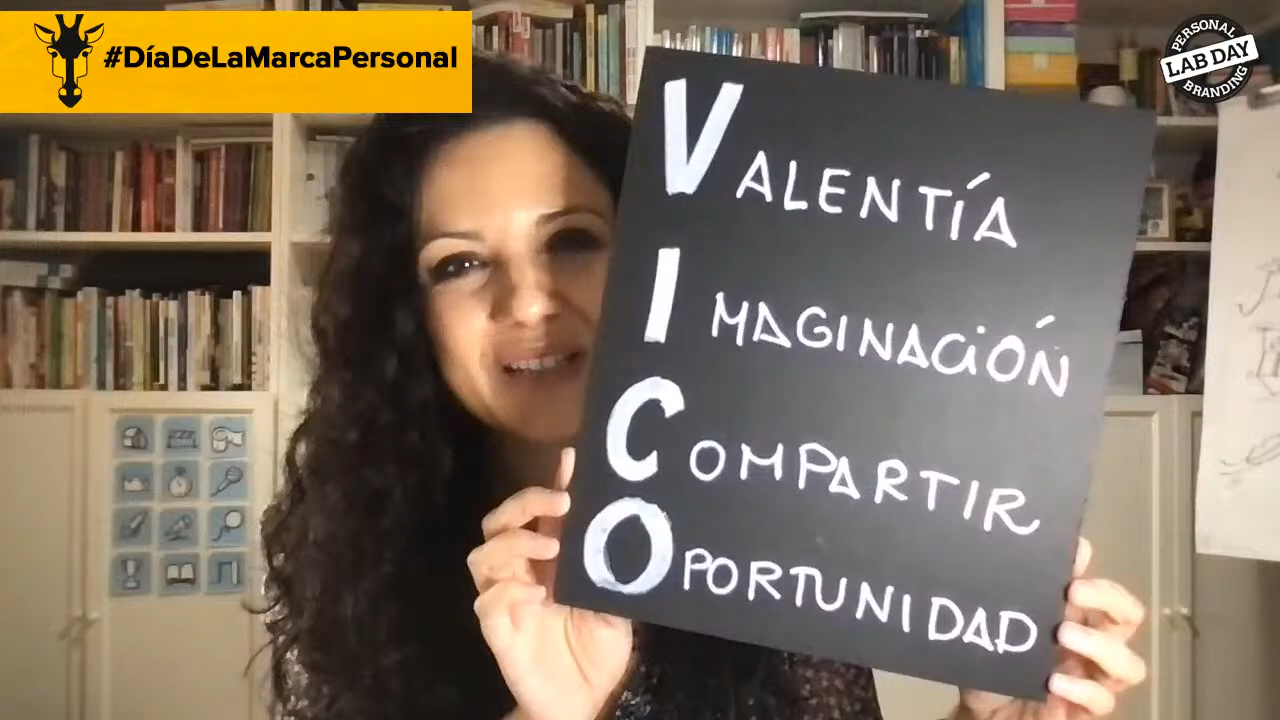 #DíaDeLaMarcaPersonal
PERSONAL
LAB DAY
BRANDING
VALENTÍA
IMAGINACIÓN
COMPARTIR
OPORTUNIDAD